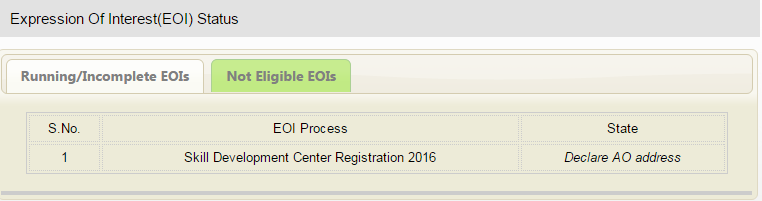 Expression Of Interest(EOI) Status
Running/Incomplete EOIs Not Eligible EOIs
S.No. EOI Process State
1 Skill Development Center Registration 2016 Declare AO address